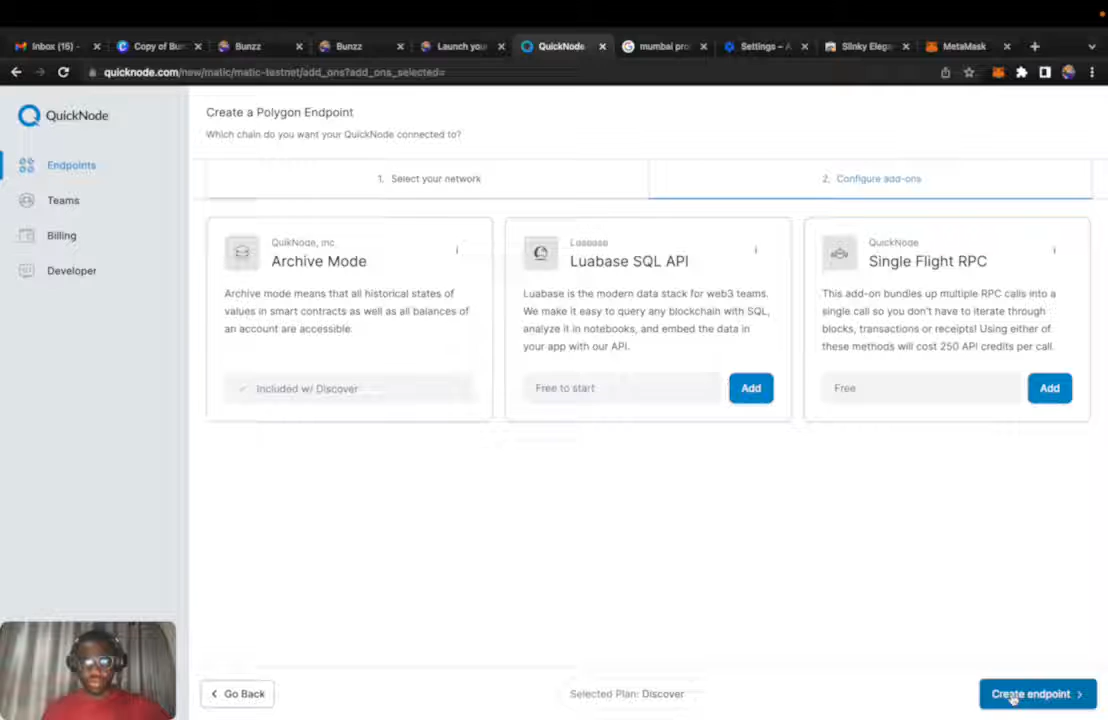 Inbox (16) -
Copy of Bun
Bunzz
Bunzz
Launch your
QuickNode
mumbai pro
Settings – A
Slinky Elega
MetaMask
quicknode.com/new/matic/matic-testnet/add_ons?add_ons_selected=
QuickNode
Endpoints
Teams
Billing
Developer
Create a Polygon Endpoint
Which chain do you want your QuickNode connected to?
1. Select your network
2. Configure add-ons
QuikNode, Inc
Archive Mode
Archive mode means that all historical states of
values in smart contracts as well as all balances of
an account are accessible.
Included w/ Discover
Luabase
Luabase SQL API
Luabase is the modern data stack for web3 teams.
We make it easy to query any blockchain with SQL,
analyze it in notebooks, and embed the data in
your app with our API.
Free to start
Add
QuickNode
Single Flight RPC
This add-on bundles up multiple RPC calls into a
single call so you don't have to iterate through
blocks, transactions or receipts! Using either of
these methods will cost 250 API credits per call.
Free
Add
Go Back
Selected Plan: Discover
Create endpoint